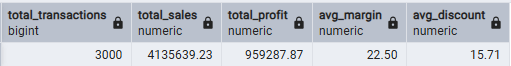 total_transactions total_sales total_profit avg_margin avg_discount
bigint numeric numeric numeric numeric
3000 4135639.23 959287.87 22.50 15.71